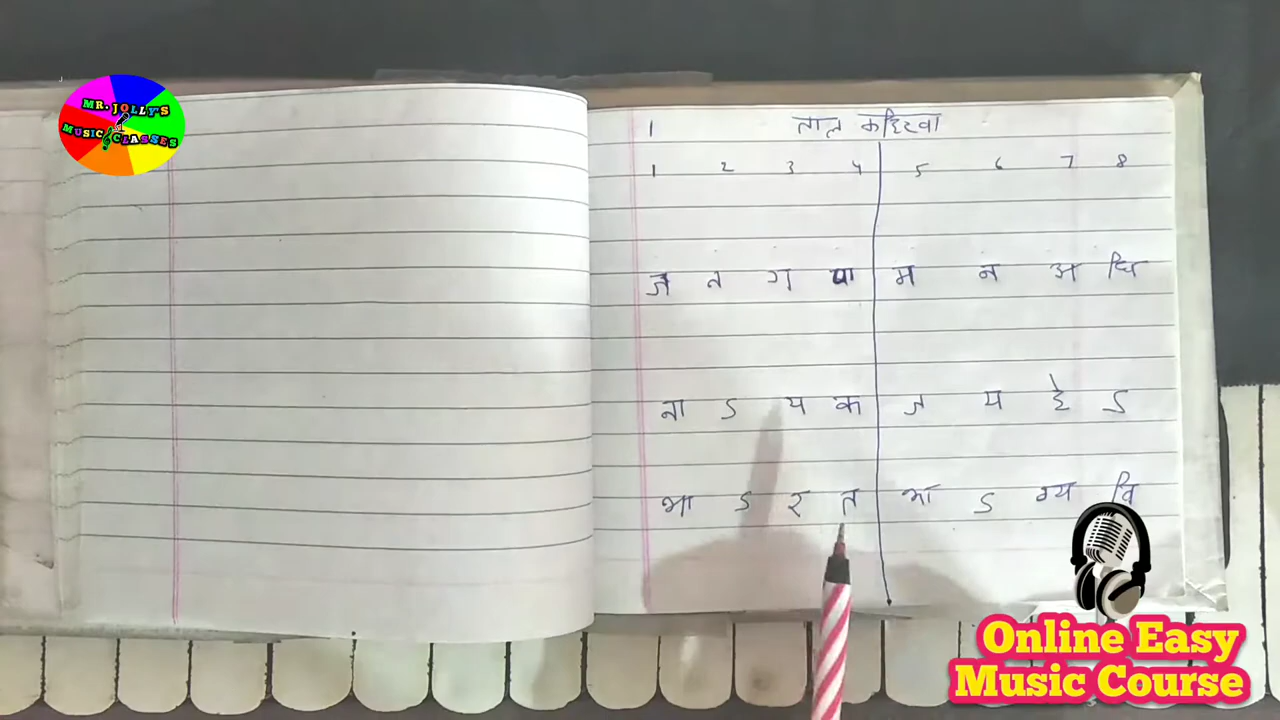 MR. JOLLY'S
MUSIC CLASSES
1 ताल कहिरवा
1 2 3 4 5 6 7 8
ज न ग ण म न अ धि
ना ऽ य क ज य हे ऽ
भा ऽ र त भा ऽ ग्य वि
Online Easy
Music Course